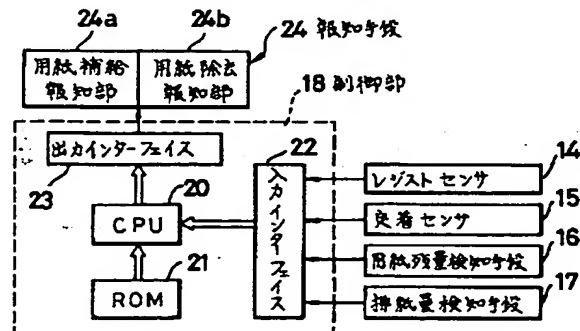 24a
24b
24 報知手段
用紙補給
報知部
用紙除去
報知部
18 制御部
出力インターフェイス
23
22
入力インターフェイス
20
CPU
21
ROM
レジストセンサ
14
定着センサ
15
用紙残量検知手段
16
排紙量検知手段
17